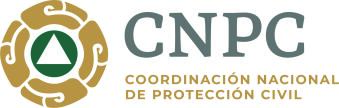 CNPC
COORDINACIÓN NACIONAL
DE PROTECCIÓN CIVIL